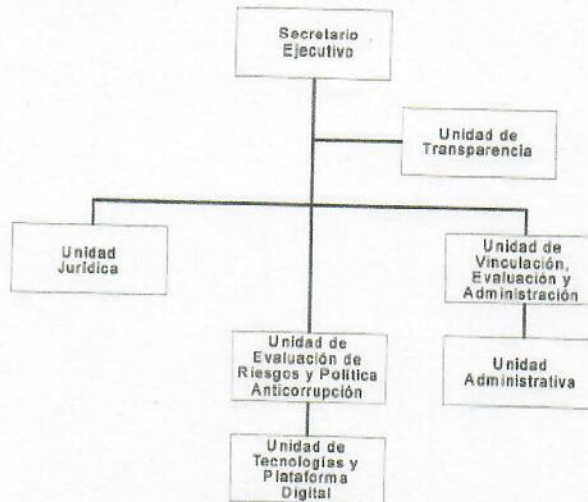 Secretario
Ejecutivo
Unidad de
Transparencia
Unidad
Jurídica
Unidad de
Vinculación,
Evaluación y
Administración
Unidad de
Evaluación de
Riesgos y Política
Anticorrupción
Unidad
Administrativa
Unidad de
Tecnologías y
Plataforma
Digital